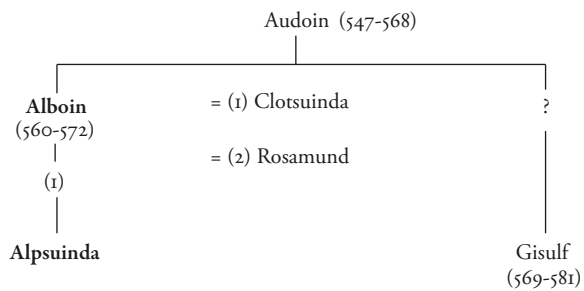 Audoin (547-568)
Alboin = (1) Clotsuinda ?
(560-572)
= (2) Rosamund
(1)
Alpsuinda Gisulf
(569-581)